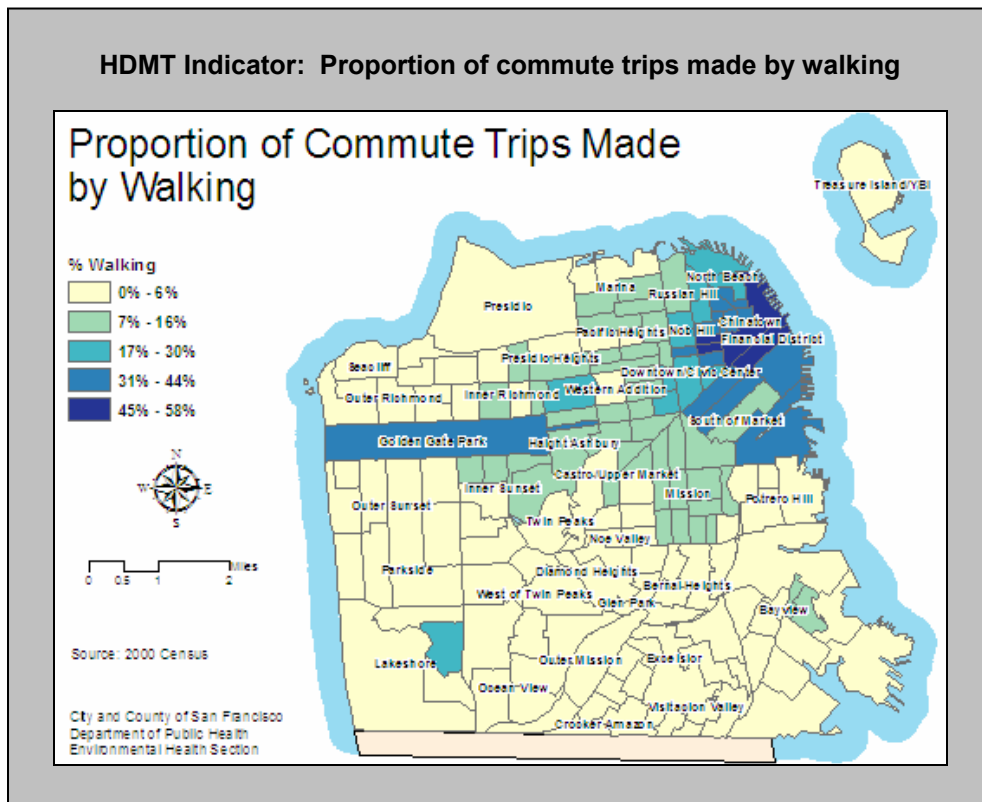 HDMT Indicator:  Proportion of commute trips made by walking
Proportion of Commute Trips Made
by Walking
% Walking
0% - 6%
7% - 16%
17% - 30%
31% - 44%
45% - 58%
N
W
E
S
0
0.5
1
2
Miles
Source: 2000 Census
City and County of San Francisco
Department of Public Health
Environmental Health Section
Treasure Island/YBI
North Beach
Marina
Russian Hill
Presidio
Chinatown
Pacific Heights
Nob Hill
Financial District
Presidio Heights
Seacliff
Downtown/Civic Center
Western Addition
Inner Richmond
Outer Richmond
South of Market
Golden Gate Park
Haight Ashbury
Castro/Upper Market
Inner Sunset
Mission
Potrero Hill
Outer Sunset
Twin Peaks
Noe Valley
Parkside
Diamond Heights
Bernal Heights
West of Twin Peaks
Glen Park
Bayview
Lakeshore
Outer Mission
Excelsior
Ocean View
Visitacion Valley
Crocker Amazon